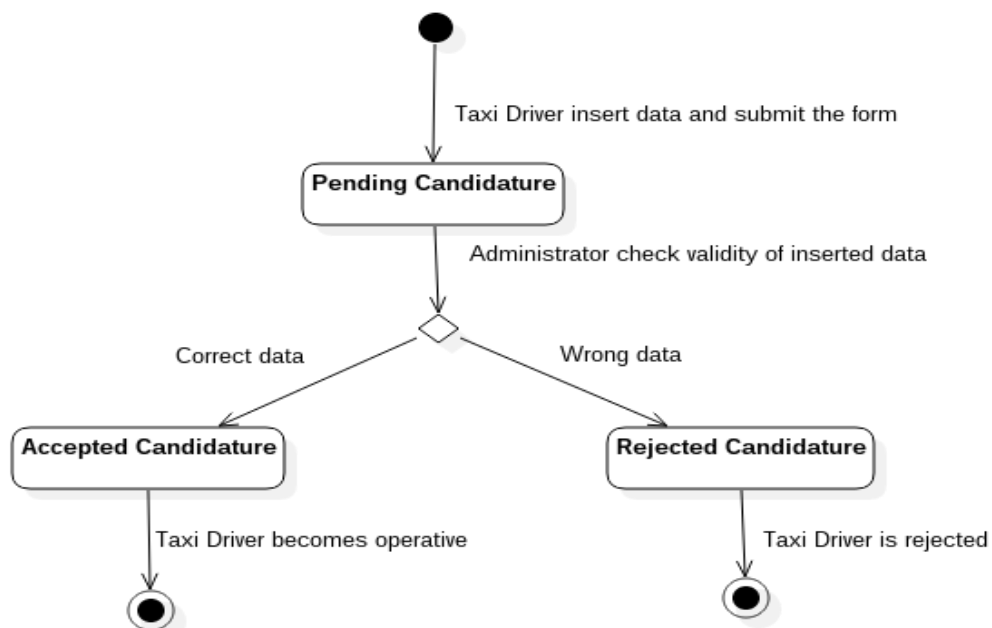 Taxi Driver insert data and submit the form
Pending Candidature
Administrator check validity of inserted data
Correct data
Wrong data
Accepted Candidature
Rejected Candidature
Taxi Driver becomes operative
Taxi Driver is rejected